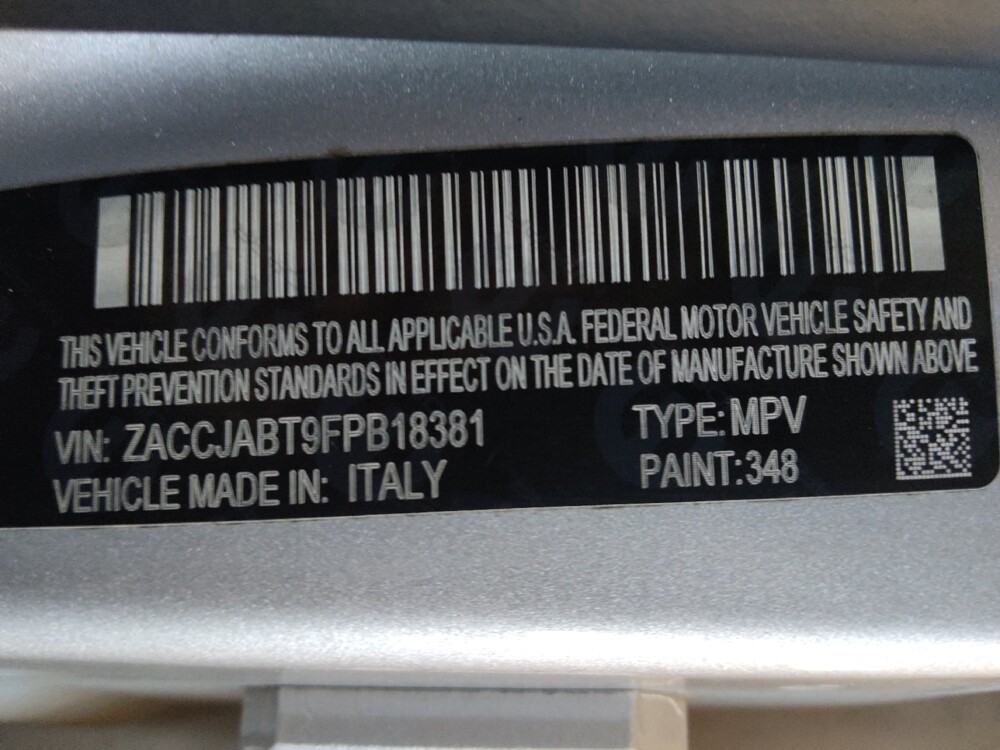 THIS VEHICLE CONFORMS TO ALL APPLICABLE U.S.A. FEDERAL MOTOR VEHICLE SAFETY AND
THEFT PREVENTION STANDARDS IN EFFECT ON THE DATE OF MANUFACTURE SHOWN ABOVE
VIN: ZACCJABT9FPB18381
TYPE: MPV
VEHICLE MADE IN: ITALY
PAINT: 348